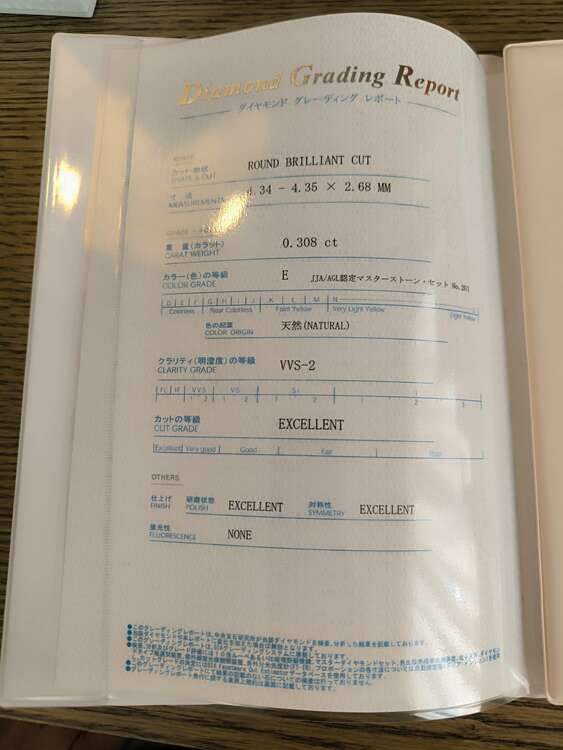 Diamond Grading Report
ダイヤモンド グレーディング レポート
カット・形状
SHAPE & CUT
ROUND BRILLIANT CUT
寸 法
MEASUREMENTS
4.34 - 4.35 × 2.68 MM
重 量(カラット)
CARAT WEIGHT
0.308 ct
カラー(色)の等級
COLOR GRADE
E JJA/AGL認定マスターストーン・セット
D E F G H I J K L M N
Colorless Near Colorless Faint Yellow Very Light Yellow Light Yellow
色の起源
COLOR ORIGIN
天然(NATURAL)
クラリティ(明澄度)の等級
CLARITY GRADE
VVS-2
FL IF VVS VS SI I
1 2 1 2 1 2 1 2 3
カットの等級
CUT GRADE
EXCELLENT
Excellent Very good Good Fair Poor
OTHERS
仕上げ
FINISH
研磨状態
POLISH
EXCELLENT
対称性
SYMMETRY
EXCELLENT
蛍光性
FLUORESCENCE
NONE